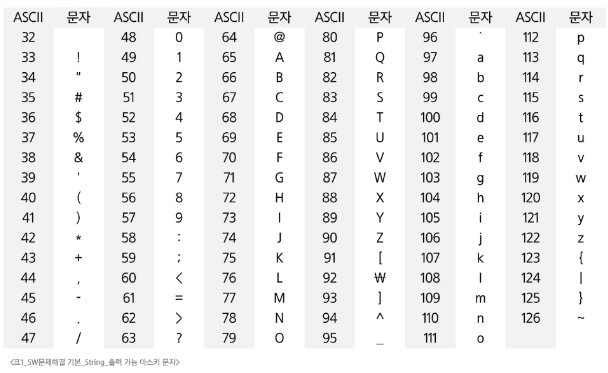 ASCII 문자 ASCII 문자 ASCII 문자 ASCII 문자 ASCII 문자 ASCII 문자
32 48 0 64 @ 80 P 96 ` 112 p
33 ! 49 1 65 A 81 Q 97 a 113 q
34 " 50 2 66 B 82 R 98 b 114 r
35 # 51 3 67 C 83 S 99 c 115 s
36 $ 52 4 68 D 84 T 100 d 116 t
37 % 53 5 69 E 85 U 101 e 117 u
38 & 54 6 70 F 86 V 102 f 118 v
39 ' 55 7 71 G 87 W 103 g 119 w
40 ( 56 8 72 H 88 X 104 h 120 x
41 ) 57 9 73 I 89 Y 105 i 121 y
42 * 58 : 74 J 90 Z 106 j 122 z
43 + 59 ; 75 K 91 [ 107 k 123 {
44 , 60 < 76 L 92 ₩ 108 l 124 |
45 - 61 = 77 M 93 ] 109 m 125 }
46 . 62 > 78 N 94 ^ 110 n 126 ~
47 / 63 ? 79 O 95 _ 111 o
<표1_SW문제해결 기본_String_출력 가능 아스키 문자>